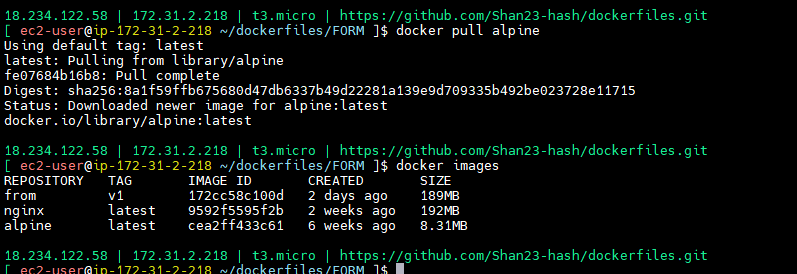 18.234.122.58 | 172.31.2.218 | t3.micro | https://github.com/Shan23-hash/dockerfiles.git
[ ec2-user@ip-172-31-2-218 ~/dockerfiles/FORM ]$ docker pull alpine
Using default tag: latest
latest: Pulling from library/alpine
fe07684b16b8: Pull complete
Digest: sha256:8a1f59ffb675680d47db6337b49d22281a139e9d709335b492be023728e11715
Status: Downloaded newer image for alpine:latest
docker.io/library/alpine:latest
18.234.122.58 | 172.31.2.218 | t3.micro | https://github.com/Shan23-hash/dockerfiles.git
[ ec2-user@ip-172-31-2-218 ~/dockerfiles/FORM ]$ docker images
REPOSITORY TAG IMAGE ID CREATED SIZE
from v1 172cc58c100d 2 days ago 189MB
nginx latest 9592f5595f2b 2 weeks ago 192MB
alpine latest cea2ff433c61 6 weeks ago 8.31MB
18.234.122.58 | 172.31.2.218 | t3.micro | https://github.com/Shan23-hash/dockerfiles.git
[ ec2-user@ip-172-31-2-218 ~/dockerfiles/FORM ]$